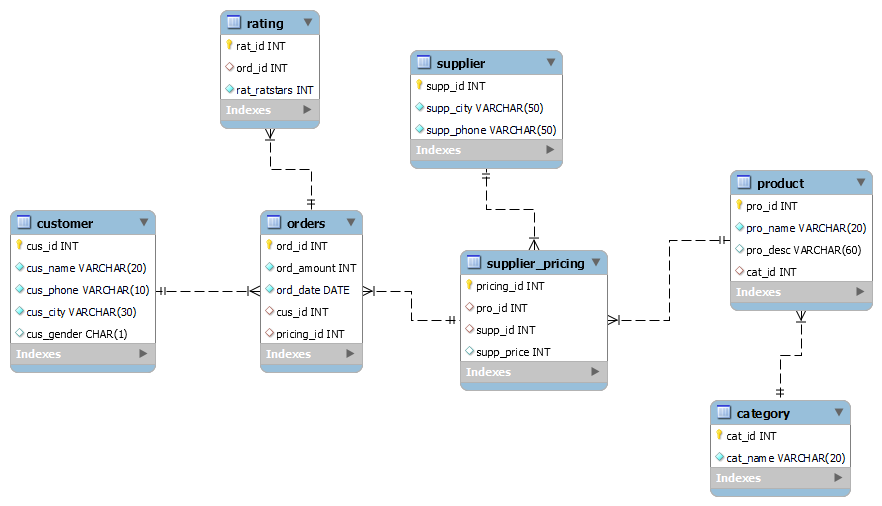 rating
rat_id INT
ord_id INT
rat_ratstars INT
Indexes
supplier
supp_id INT
supp_city VARCHAR(50)
supp_phone VARCHAR(50)
Indexes
customer
cus_id INT
cus_name VARCHAR(20)
cus_phone VARCHAR(10)
cus_city VARCHAR(30)
cus_gender CHAR(1)
Indexes
orders
ord_id INT
ord_amount INT
ord_date DATE
cus_id INT
pricing_id INT
Indexes
supplier_pricing
pricing_id INT
pro_id INT
supp_id INT
supp_price INT
Indexes
product
pro_id INT
pro_name VARCHAR(20)
pro_desc VARCHAR(60)
cat_id INT
Indexes
category
cat_id INT
cat_name VARCHAR(20)
Indexes